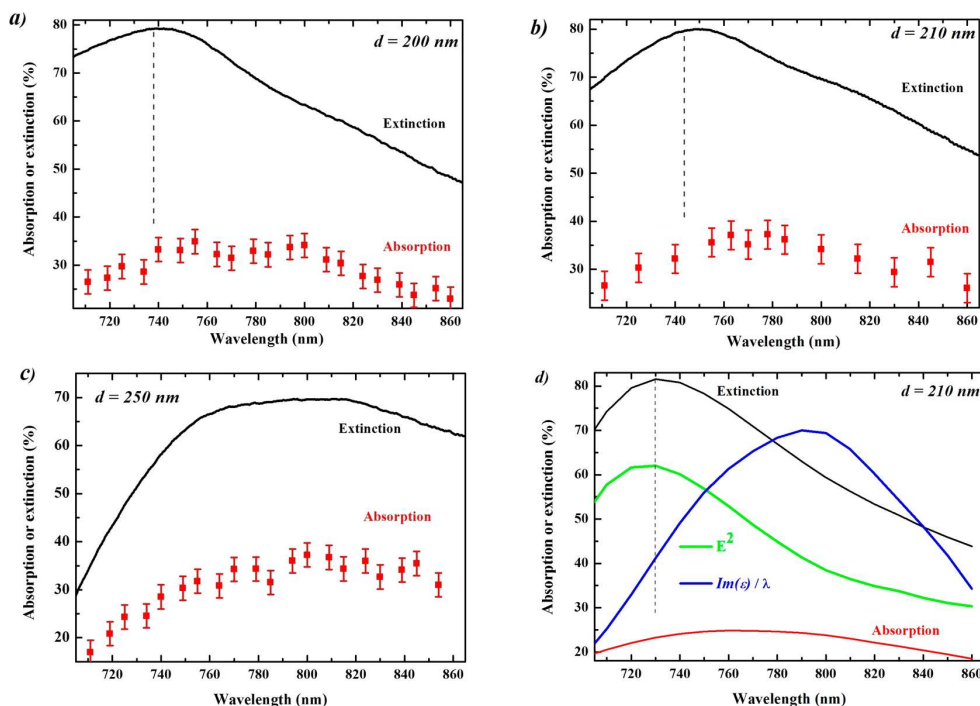 a)
d = 200 nm
Absorption or extinction (%)
80
70
60
50
40
30
Extinction
Absorption
720 740 760 780 800 820 840 860
Wavelength (nm)
b)
d = 210 nm
Absorption or extinction (%)
80
70
60
50
40
30
Extinction
Absorption
720 740 760 780 800 820 840 860
Wavelength (nm)
c)
d = 250 nm
Absorption or extinction (%)
80
70
60
50
40
30
20
Extinction
Absorption
720 740 760 780 800 820 840 860
Wavelength (nm)
d)
d = 210 nm
Absorption or extinction (%)
80
70
60
50
40
30
20
Extinction
E²
Im(ε) / λ
Absorption
720 740 760 780 800 820 840 860
Wavelength (nm)